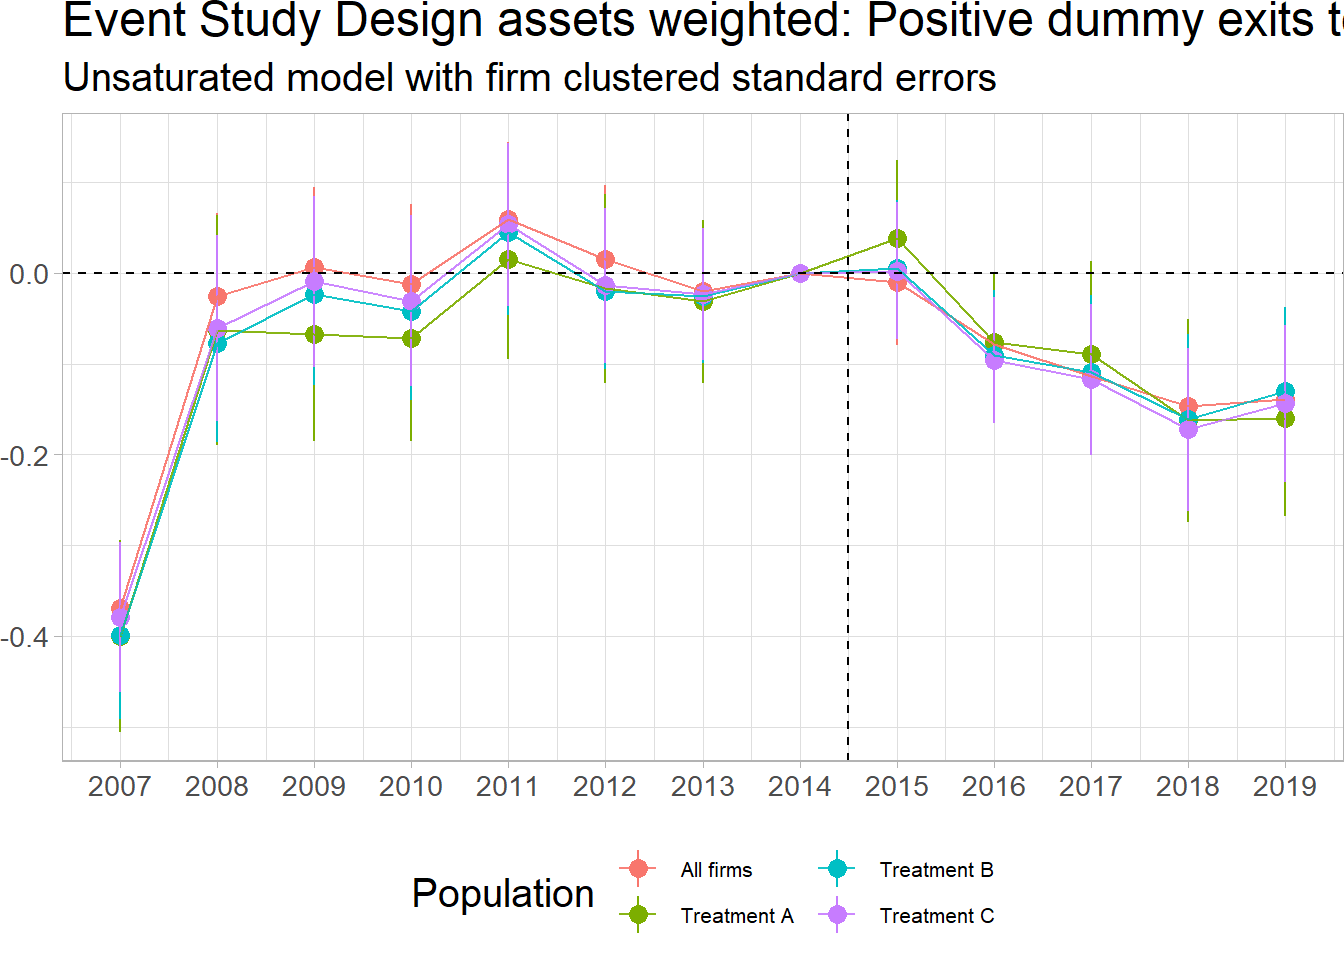 Event Study Design assets weighted: Positive dummy exits
Unsaturated model with firm clustered standard errors
0.0
-0.2
-0.4
2007 2008 2009 2010 2011 2012 2013 2014 2015 2016 2017 2018 2019
Population
All firms
Treatment A
Treatment B
Treatment C